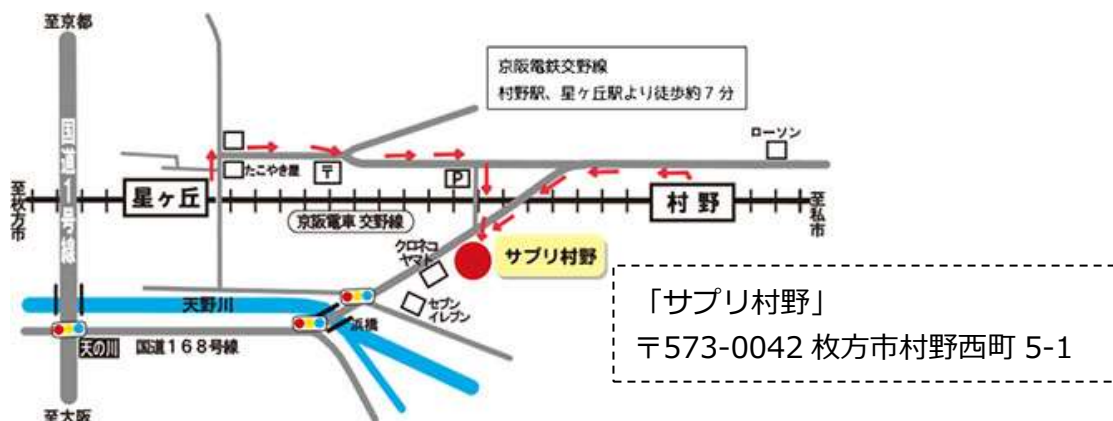 至京都
京阪電鉄交野線
村野駅、星ヶ丘駅より徒歩約7分
国道1号線
ローソン
たこやき屋
〒
P
至枚方市
星ヶ丘
村野
至私市
京阪電車 交野線
クロネコ
ヤマト
サプリ村野
天野川
セブン
イレブン
浜橋
天の川
国道168号線
至大阪
「サプリ村野」
〒573-0042 枚方市村野西町 5-1